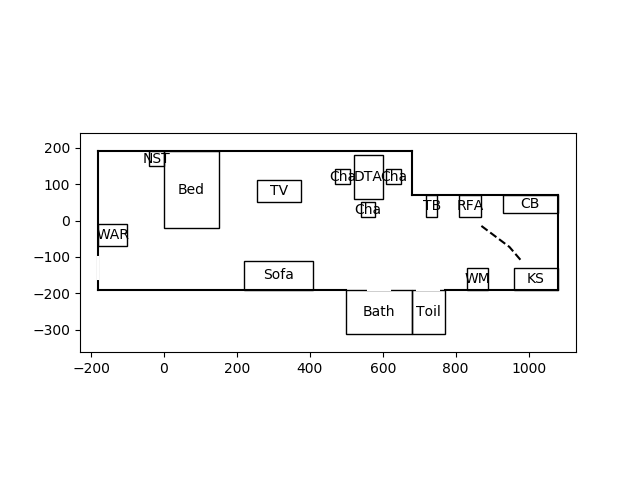 200
100
0
−100
−200
−300
−200
0
200
400
600
800
1000
NST
Bed
TV
Cha
DTA
Cha
Cha
TB
RFA
CB
WAR
Sofa
WM
KS
Bath
Toil